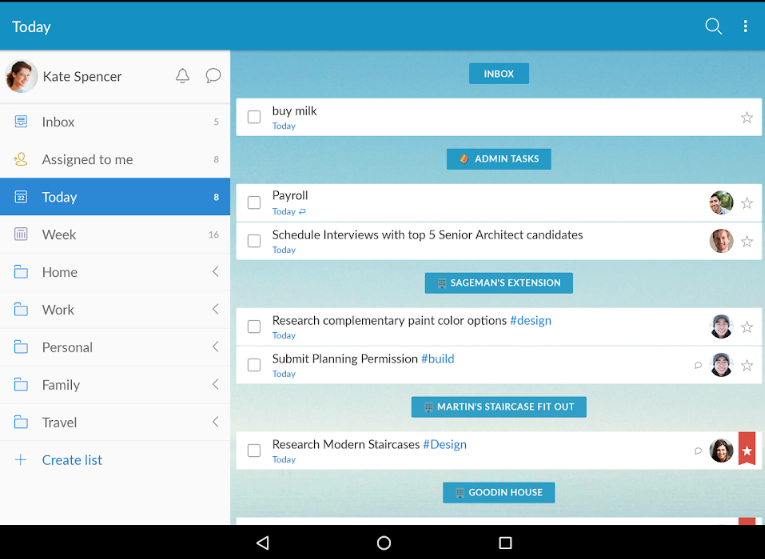 Today
Kate Spencer
Inbox 5
Assigned to me 8
22 Today 8
Week 16
Home
Work
Personal
Family
Travel
Create list
INBOX
buy milk
Today
ADMIN TASKS
Payroll
Today
Schedule Interviews with top 5 Senior Architect candidates
Today
SAGEMAN'S EXTENSION
Research complementary paint color options #design
Today
Submit Planning Permission #build
Today
MARTIN'S STAIRCASE FIT OUT
Research Modern Staircases #Design
Today
GOODIN HOUSE